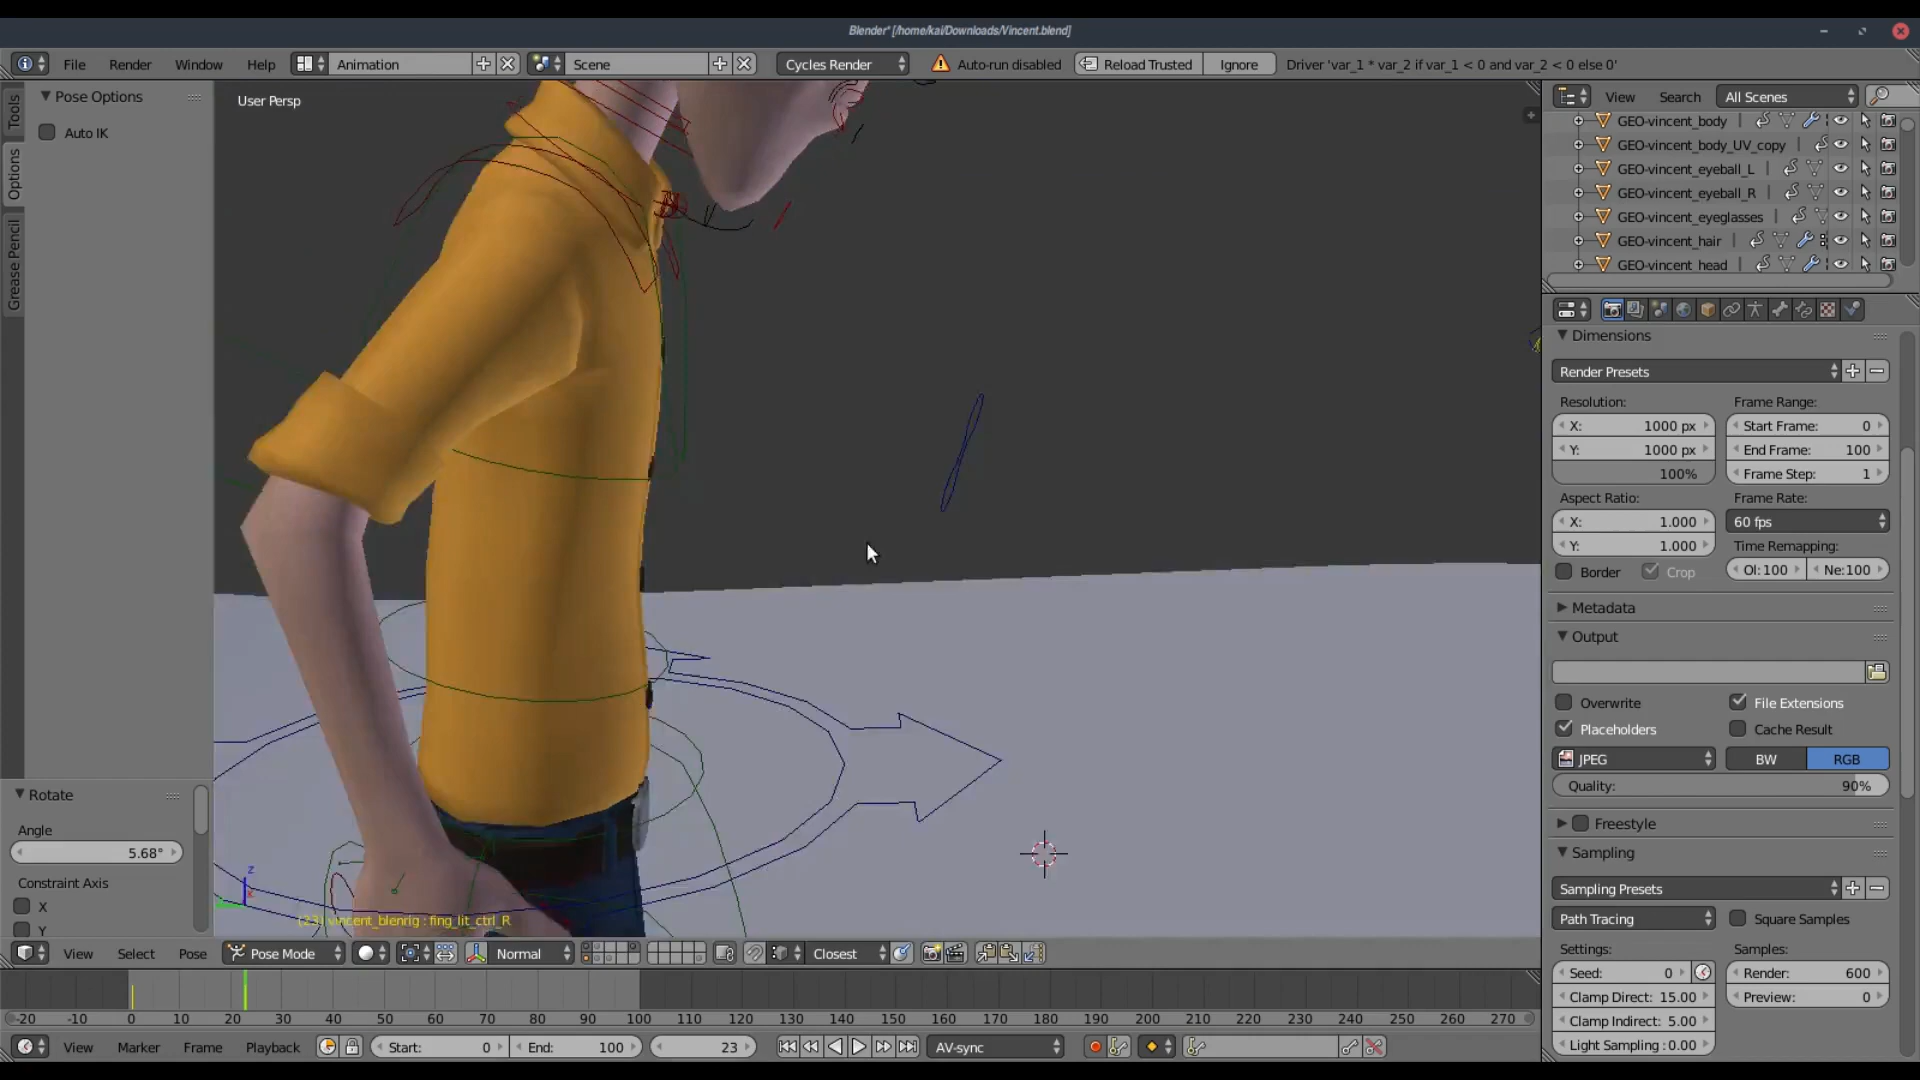 Blender* [/home/kai/Downloads/Vincent.blend]
File Render Window Help Animation Scene Cycles Render Auto-run disabled Reload Trusted Ignore Driver 'var_1 * var_2 if var_1 < 0 and var_2 < 0 else 0'
Tools
Options
Grease Pencil
Pose Options
Auto IK
User Persp
View Search All Scenes
GEO-vincent_body
GEO-vincent_body_UV_copy
GEO-vincent_eyeball_L
GEO-vincent_eyeball_R
GEO-vincent_eyeglasses
GEO-vincent_hair
GEO-vincent_head
Dimensions
Render Presets
Resolution: Frame Range:
X: 1000 px Start Frame: 0
Y: 1000 px End Frame: 100
100% Frame Step: 1
Aspect Ratio: Frame Rate:
X: 1.000 60 fps
Y: 1.000 Time Remapping:
Border Crop Ol:100 Ne:100
Metadata
Output
Overwrite File Extensions
Placeholders Cache Result
JPEG BW RGB
Quality: 90%
Freestyle
Sampling
Sampling Presets
Path Tracing Square Samples
Settings: Samples:
Seed: 0 Render: 600
Clamp Direct: 15.00 Preview: 0
Clamp Indirect: 5.00
Light Sampling: 0.00
Rotate
Angle
5.68°
Constraint Axis
X
Y
z
(23) vincent_blenrig : fing_lit_ctrl_R
View Select Pose Pose Mode Normal Closest
-20 -10 0 10 20 30 40 50 60 70 80 90 100 110 120 130 140 150 160 170 180 190 200 210 220 230 240 250 260 270
View Marker Frame Playback Start: 0 End: 100 23 AV-sync